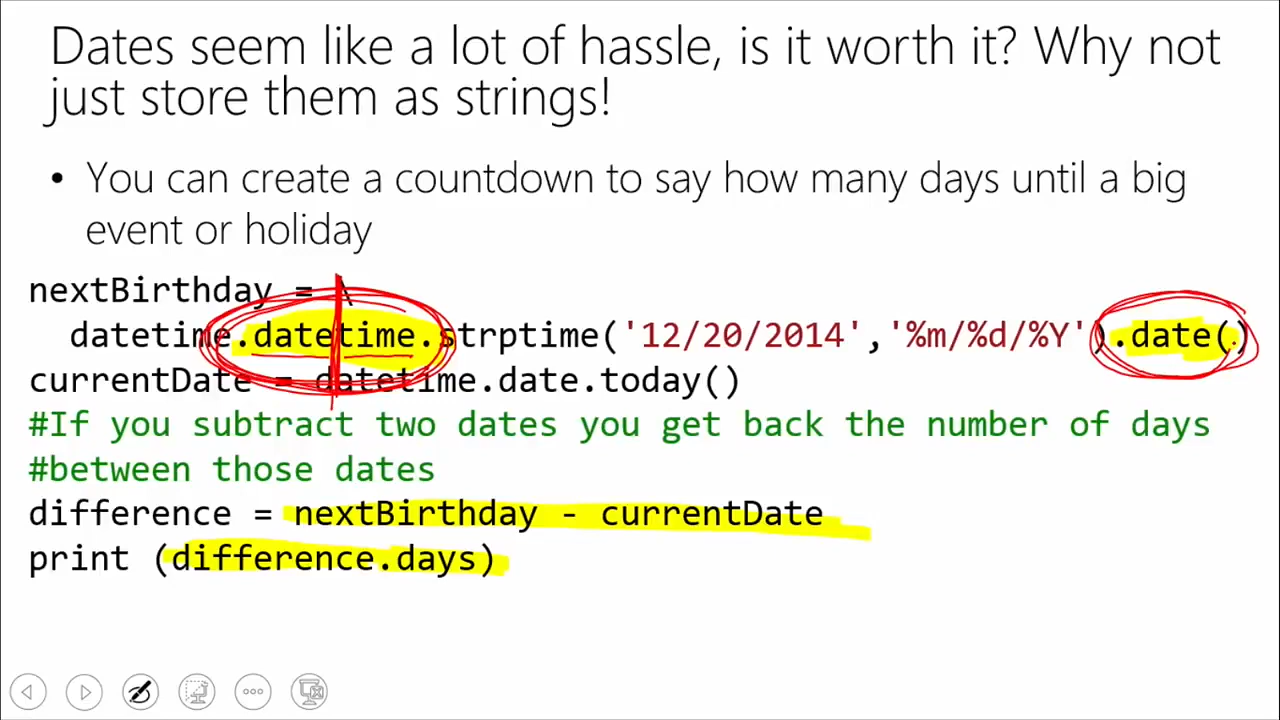 Dates seem like a lot of hassle, is it worth it? Why not
just store them as strings!
• You can create a countdown to say how many days until a big
event or holiday
nextBirthday = \
datetime.datetime.strptime('12/20/2014','%m/%d/%Y').date()
currentDate = datetime.date.today()
#If you subtract two dates you get back the number of days
#between those dates
difference = nextBirthday - currentDate
print (difference.days)